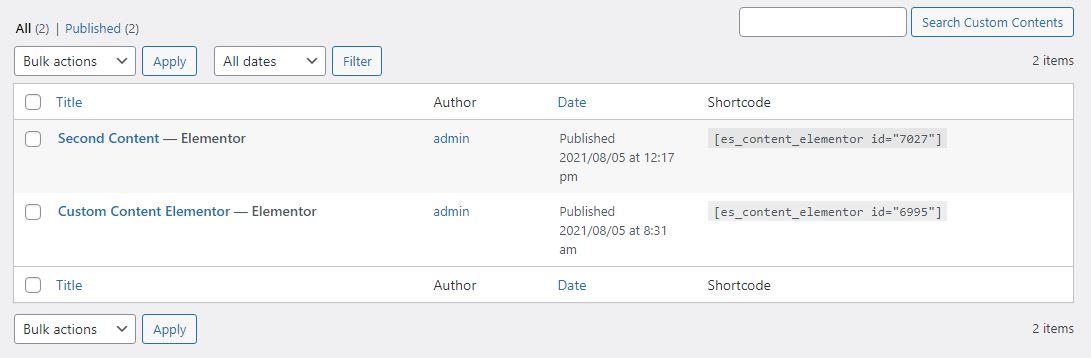 All (2) | Published (2)
Search Custom Contents
Bulk actions Apply All dates Filter 2 items
Title Author Date Shortcode
Second Content — Elementor admin Published [es_content_elementor id="7027"]
2021/08/05 at 12:17
pm
Custom Content Elementor — Elementor admin Published [es_content_elementor id="6995"]
2021/08/05 at 8:31
am
Title Author Date Shortcode
Bulk actions Apply 2 items